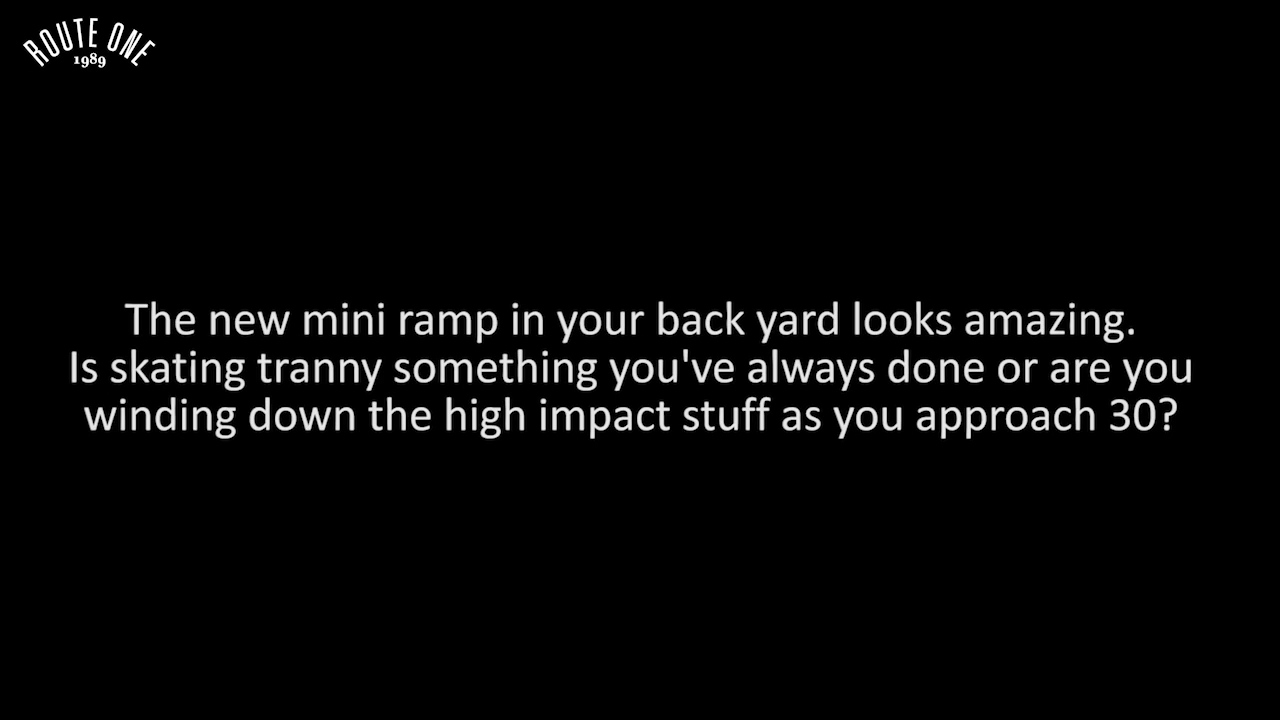 ROUTE ONE
1989
The new mini ramp in your back yard looks amazing.
Is skating tranny something you've always done or are you
winding down the high impact stuff as you approach 30?